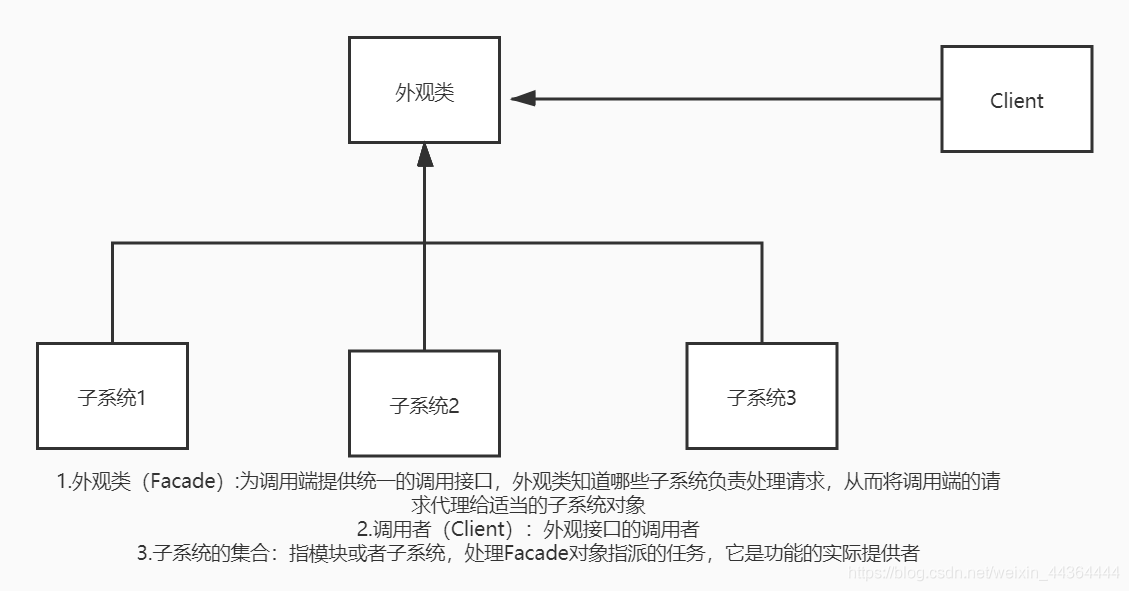 外观类
Client
子系统1
子系统2
子系统3
1.外观类（Facade）:为调用端提供统一的调用接口，外观类知道哪些子系统负责处理请求，从而将调用端的请
求代理给适当的子系统对象
2.调用者（Client）：外观接口的调用者
3.子系统的集合：指模块或者子系统，处理Facade对象指派的任务，它是功能的实际提供者
https://blog.csdn.net/weixin_44364444